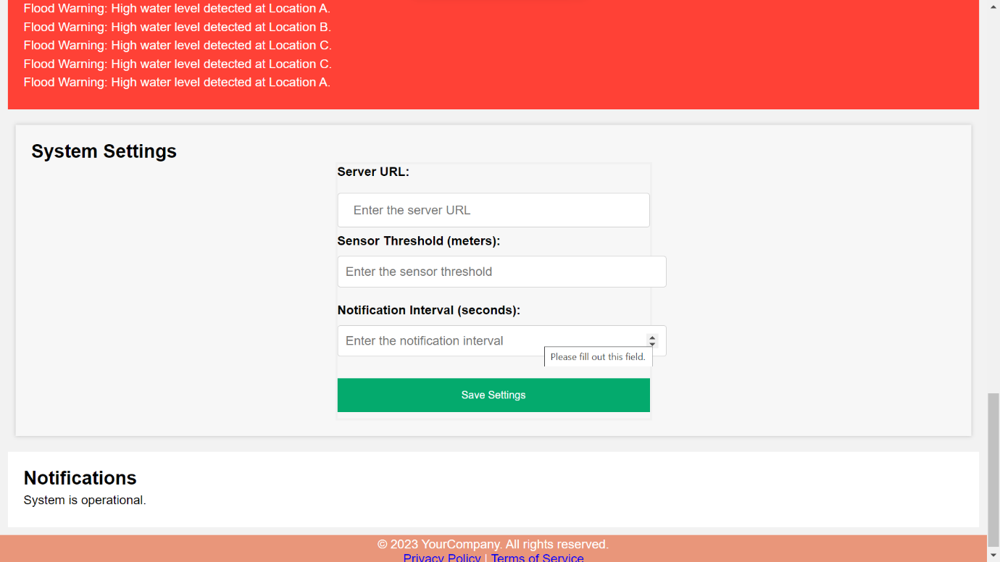 Flood Warning: High water level detected at Location A.
Flood Warning: High water level detected at Location B.
Flood Warning: High water level detected at Location C.
Flood Warning: High water level detected at Location C.
Flood Warning: High water level detected at Location A.
System Settings
Server URL:
Enter the server URL
Sensor Threshold (meters):
Enter the sensor threshold
Notification Interval (seconds):
Enter the notification interval
Please fill out this field.
Save Settings
Notifications
System is operational.
© 2023 YourCompany. All rights reserved.
Privacy Policy | Terms of Service